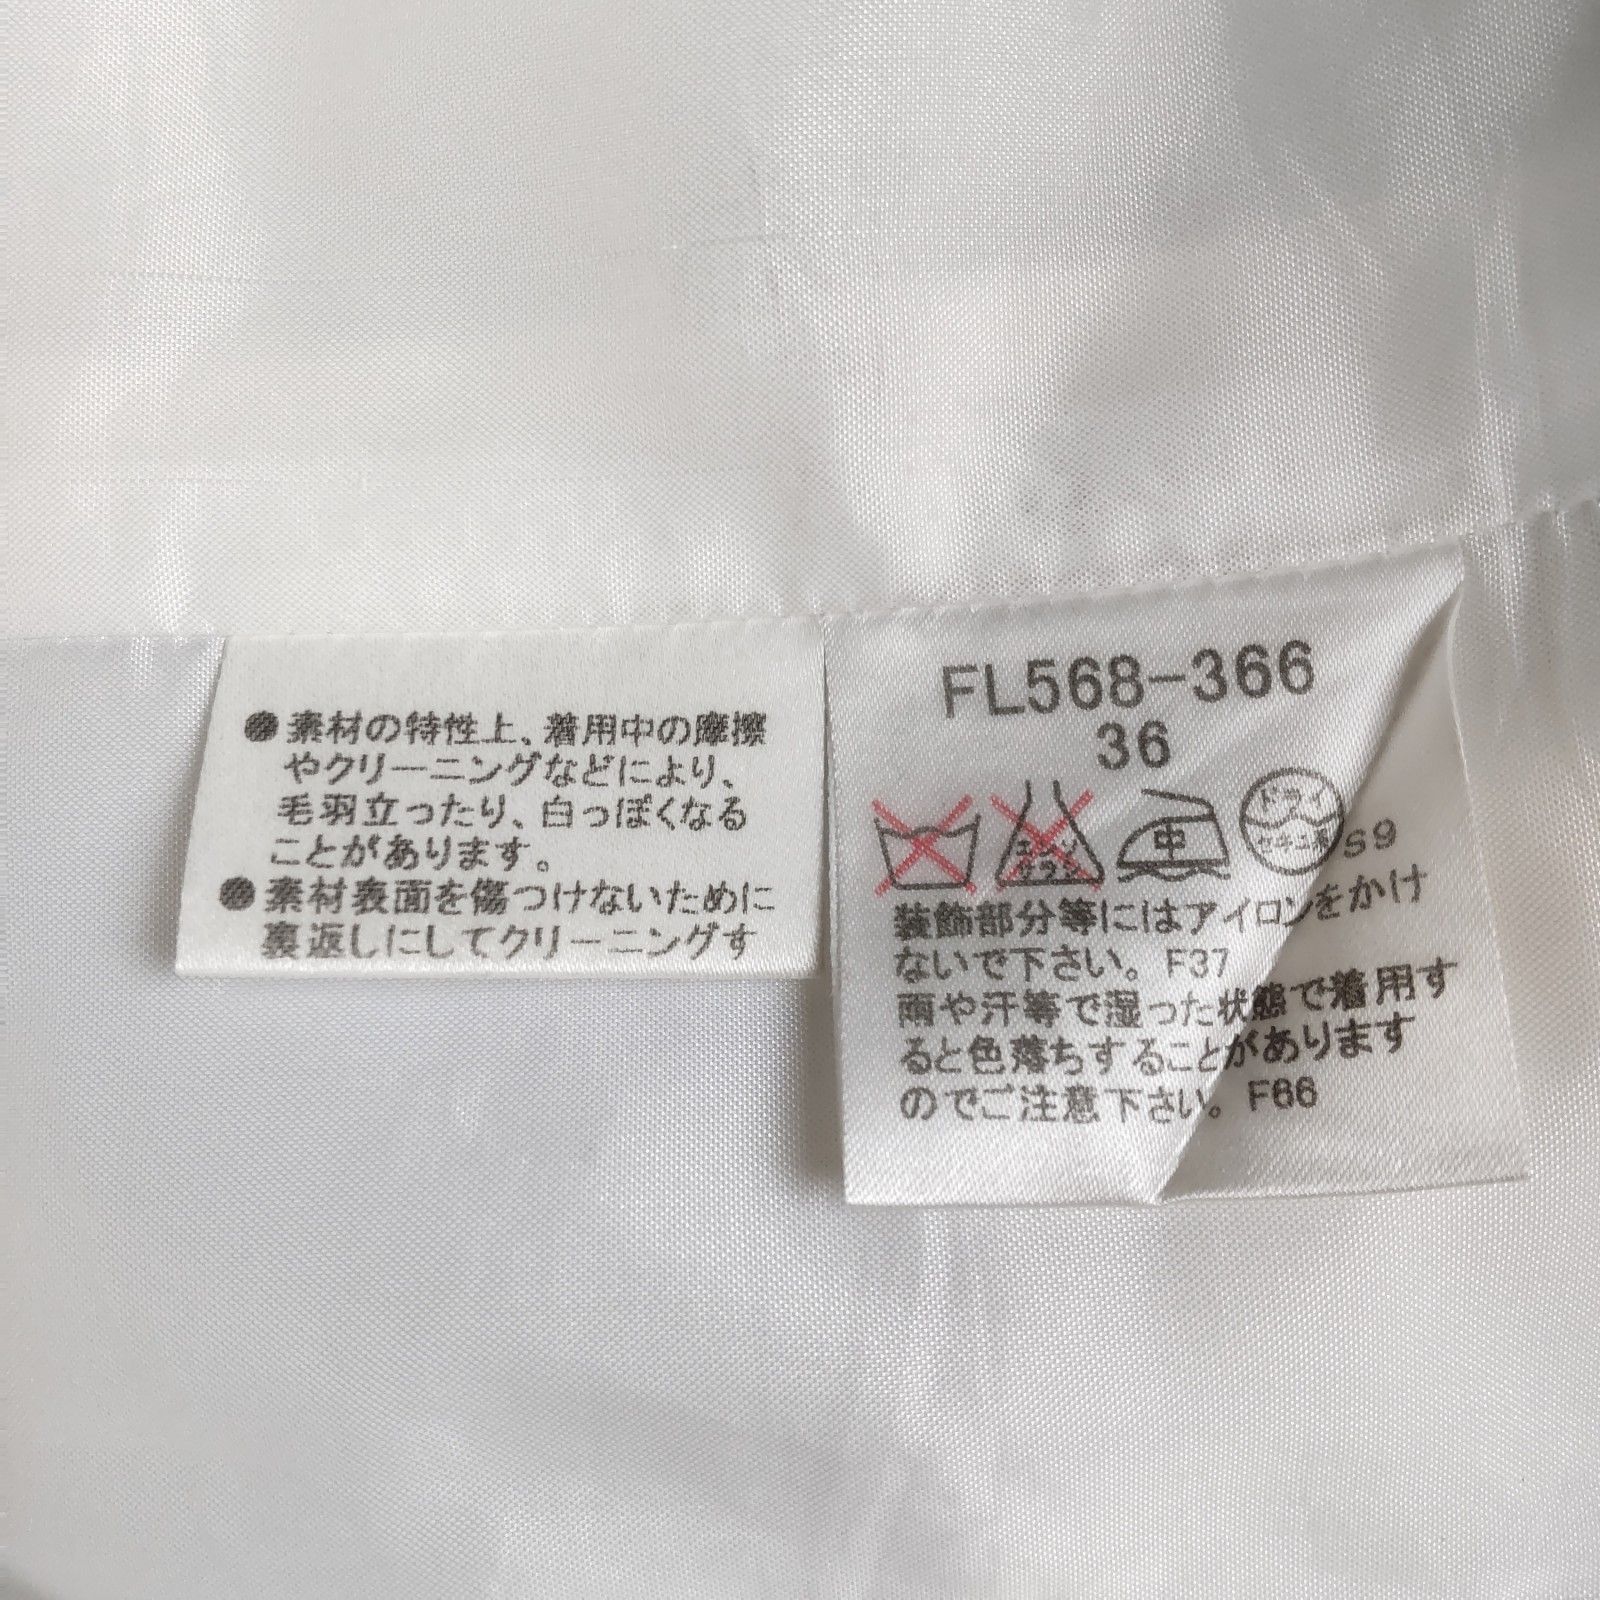 ●素材の特性上、着用中の摩擦
やクリーニングなどにより、
毛羽立ったり、白っぽくなる
ことがあります。
●素材表面を傷つけないために
裏返しにしてクリーニングす
FL568-366
36
エンソ
サラシ
中
ドライ
セキユ系
S9
装飾部分等にはアイロンをかけ
ないで下さい。F37
雨や汗等で湿った状態で着用す
ると色落ちすることがあります
のでご注意下さい。F66